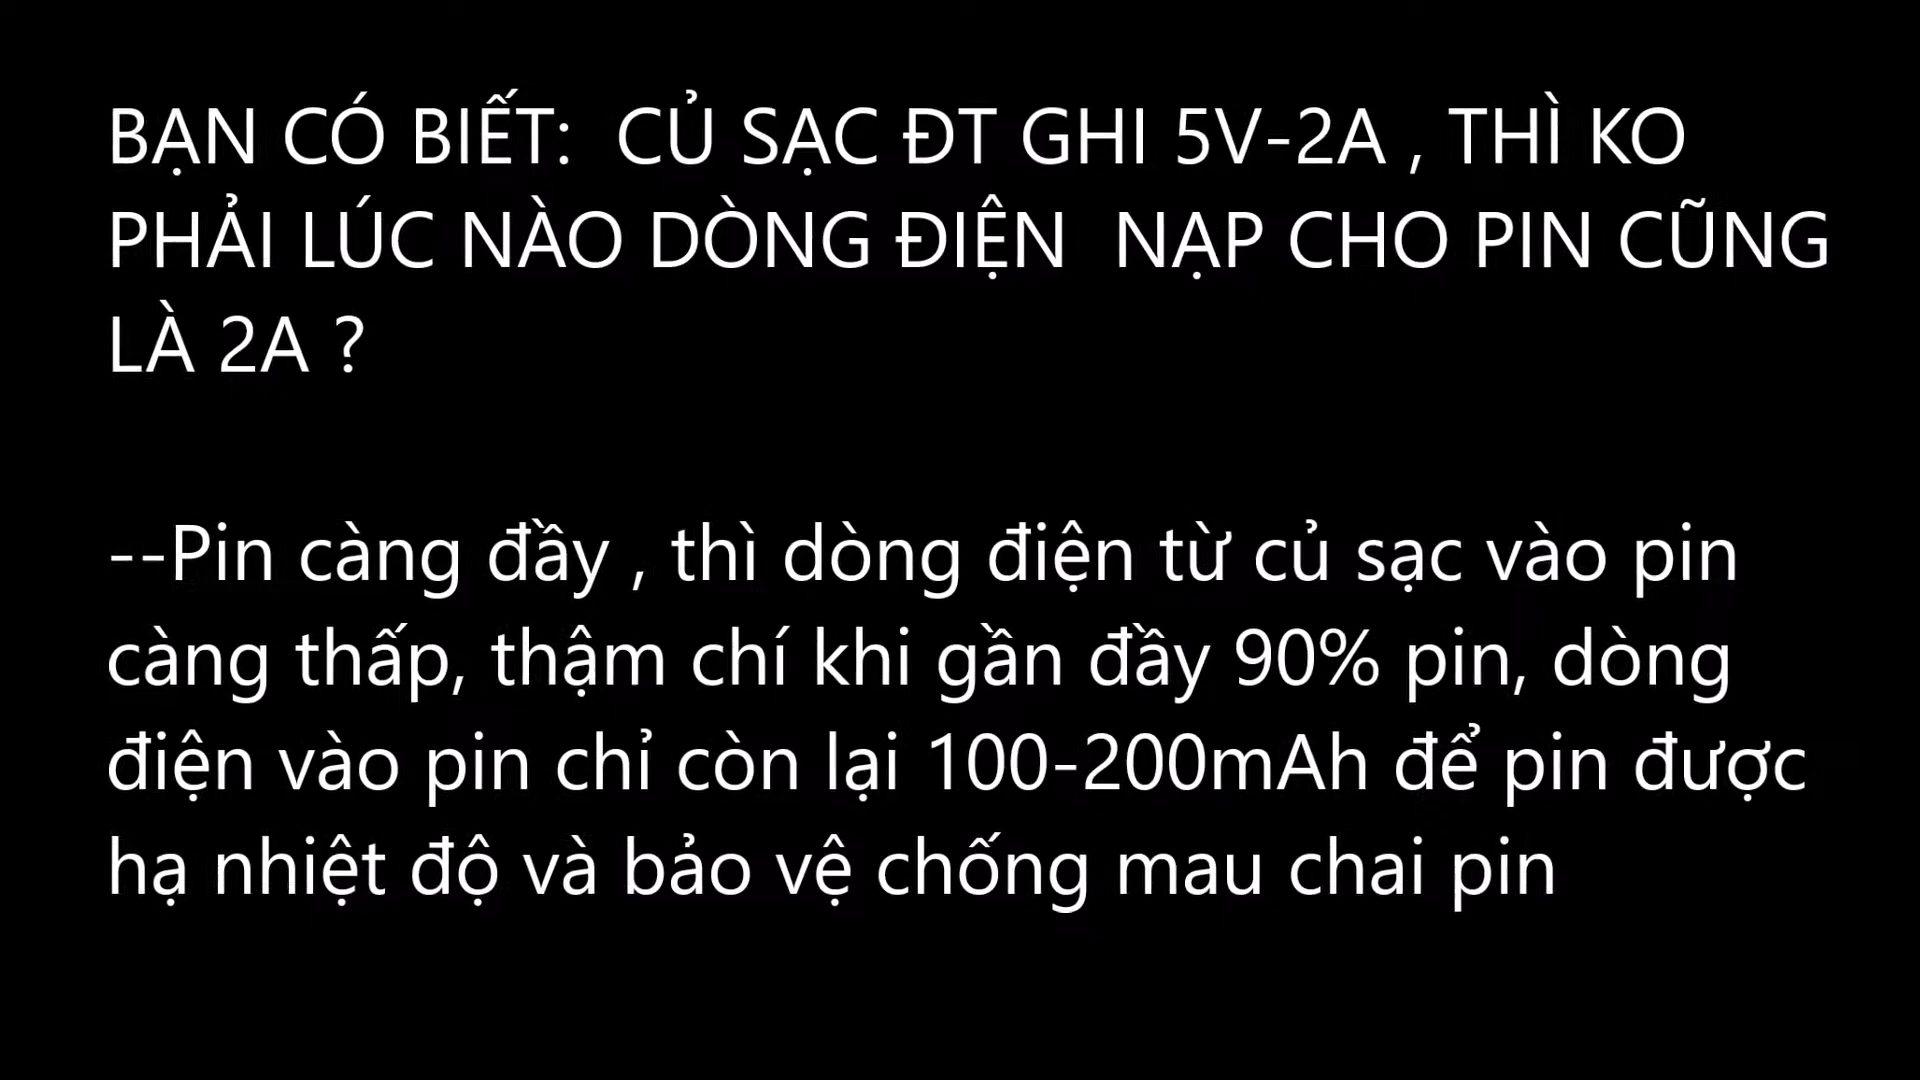 BẠN CÓ BIẾT:  CỦ SẠC ĐT GHI 5V-2A , THÌ KO
PHẢI LÚC NÀO DÒNG ĐIỆN  NẠP CHO PIN CŨNG
LÀ 2A ?
--Pin càng đầy , thì dòng điện từ củ sạc vào pin
càng thấp, thậm chí khi gần đầy 90% pin, dòng
điện vào pin chỉ còn lại 100-200mAh để pin được
hạ nhiệt độ và bảo vệ chống mau chai pin